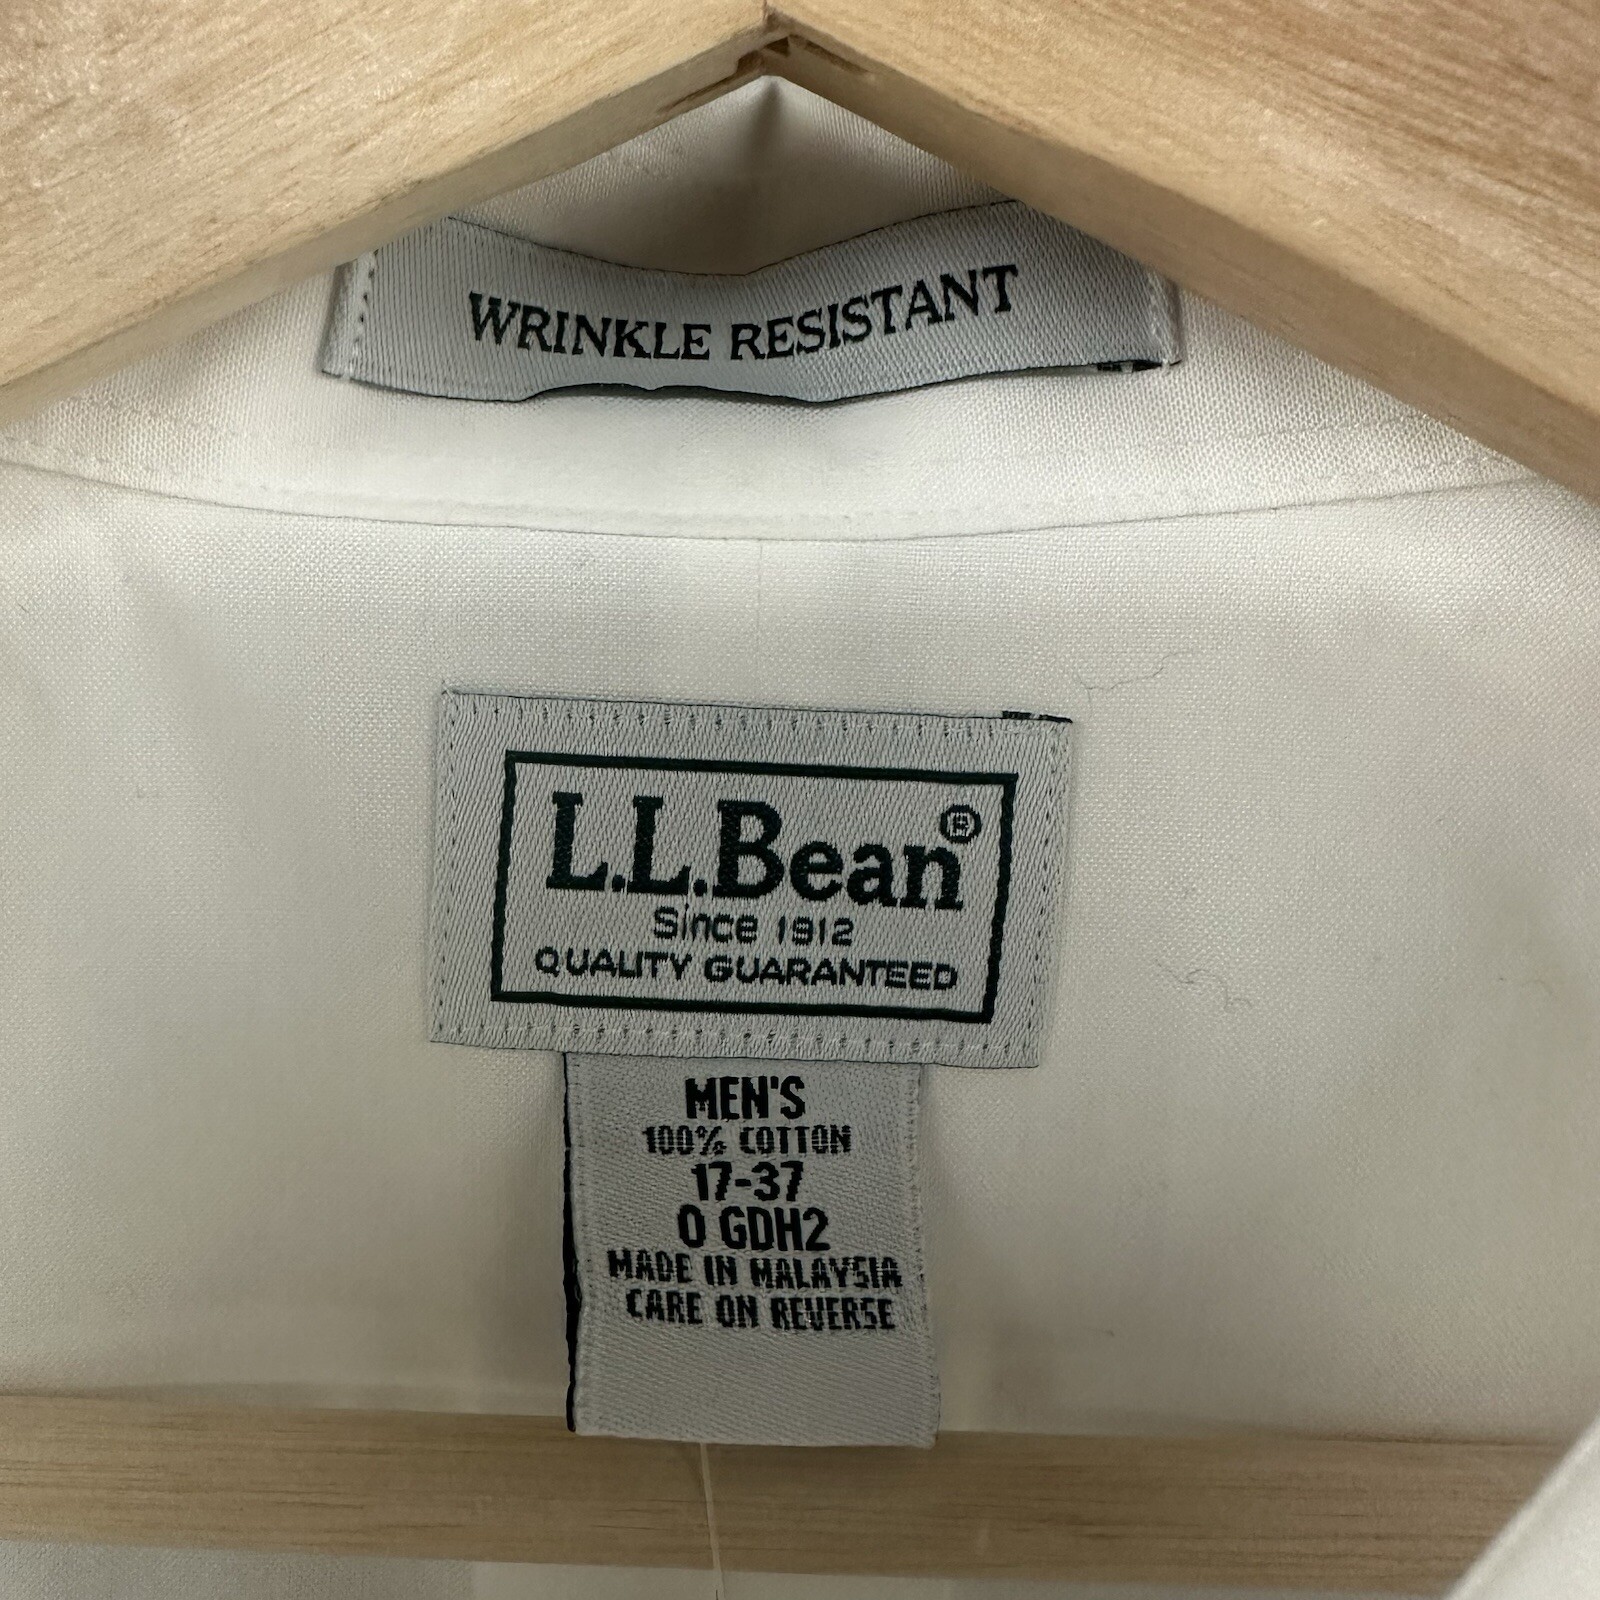 WRINKLE RESISTANT
L.L.Bean®
Since 1912
QUALITY GUARANTEED
MEN'S
100% COTTON
17-37
0 GDH2
MADE IN MALAYSIA
CARE ON REVERSE